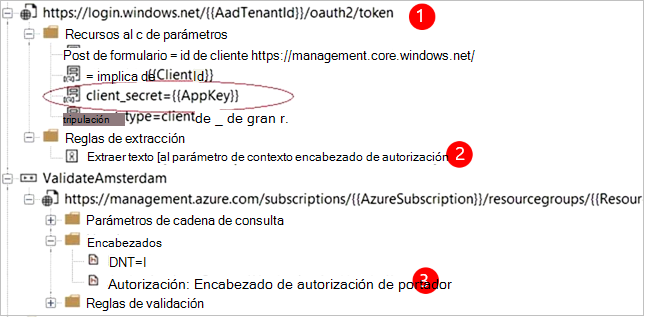 https://login.windows.net/{{AadTenantId}}/oauth2/token
1
Recursos al c de parámetros
Post de formulario = id de cliente https://management.core.windows.net/
= implica de {{ClientId}}
client_secret={{AppKey}}
ripulación type=client de _ de gran r.
Reglas de extracción
Extraer texto [al parámetro de contexto encabezado de autorización
2
ValidateAmsterdam
https://management.azure.com/subscriptions/{{AzureSubscription}}/resourcegroups/{{Resour
Parámetros de cadena de consulta
Encabezados
DNT=I
Autorización: Encabezado de autorización de portador
3
Reglas de validación